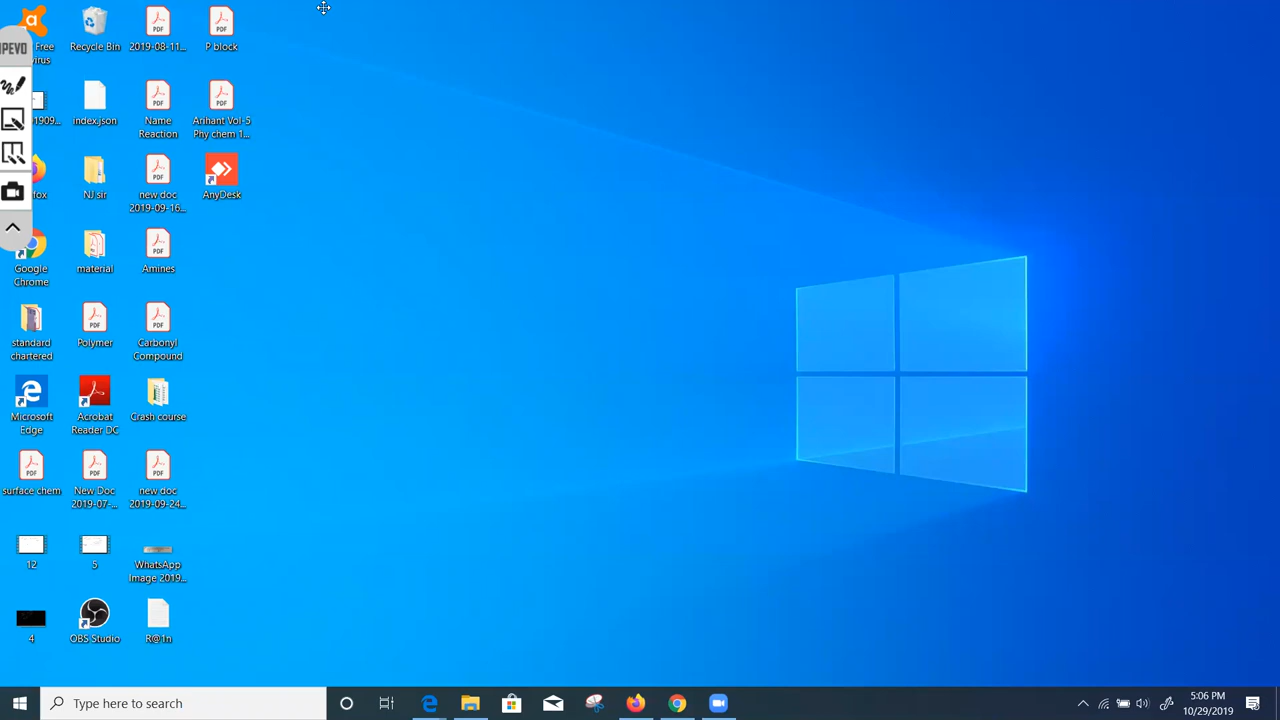 Free
virus
Recycle Bin
2019-08-11...
P block
IPEVO
1909...
index.json
Name
Reaction
Arihant Vol-5
Phy chem 1...
fox
NJ.sir
new doc
2019-09-16...
AnyDesk
Google
Chrome
material
Amines
standard
chartered
Polymer
Carbonyl
Compound
Microsoft
Edge
Acrobat
Reader DC
Crash course
surface chem
New Doc
2019-07-...
new doc
2019-09-24...
12
5
WhatsApp
Image 2019...
4
OBS Studio
R@1n
Type here to search
5:06 PM
10/29/2019